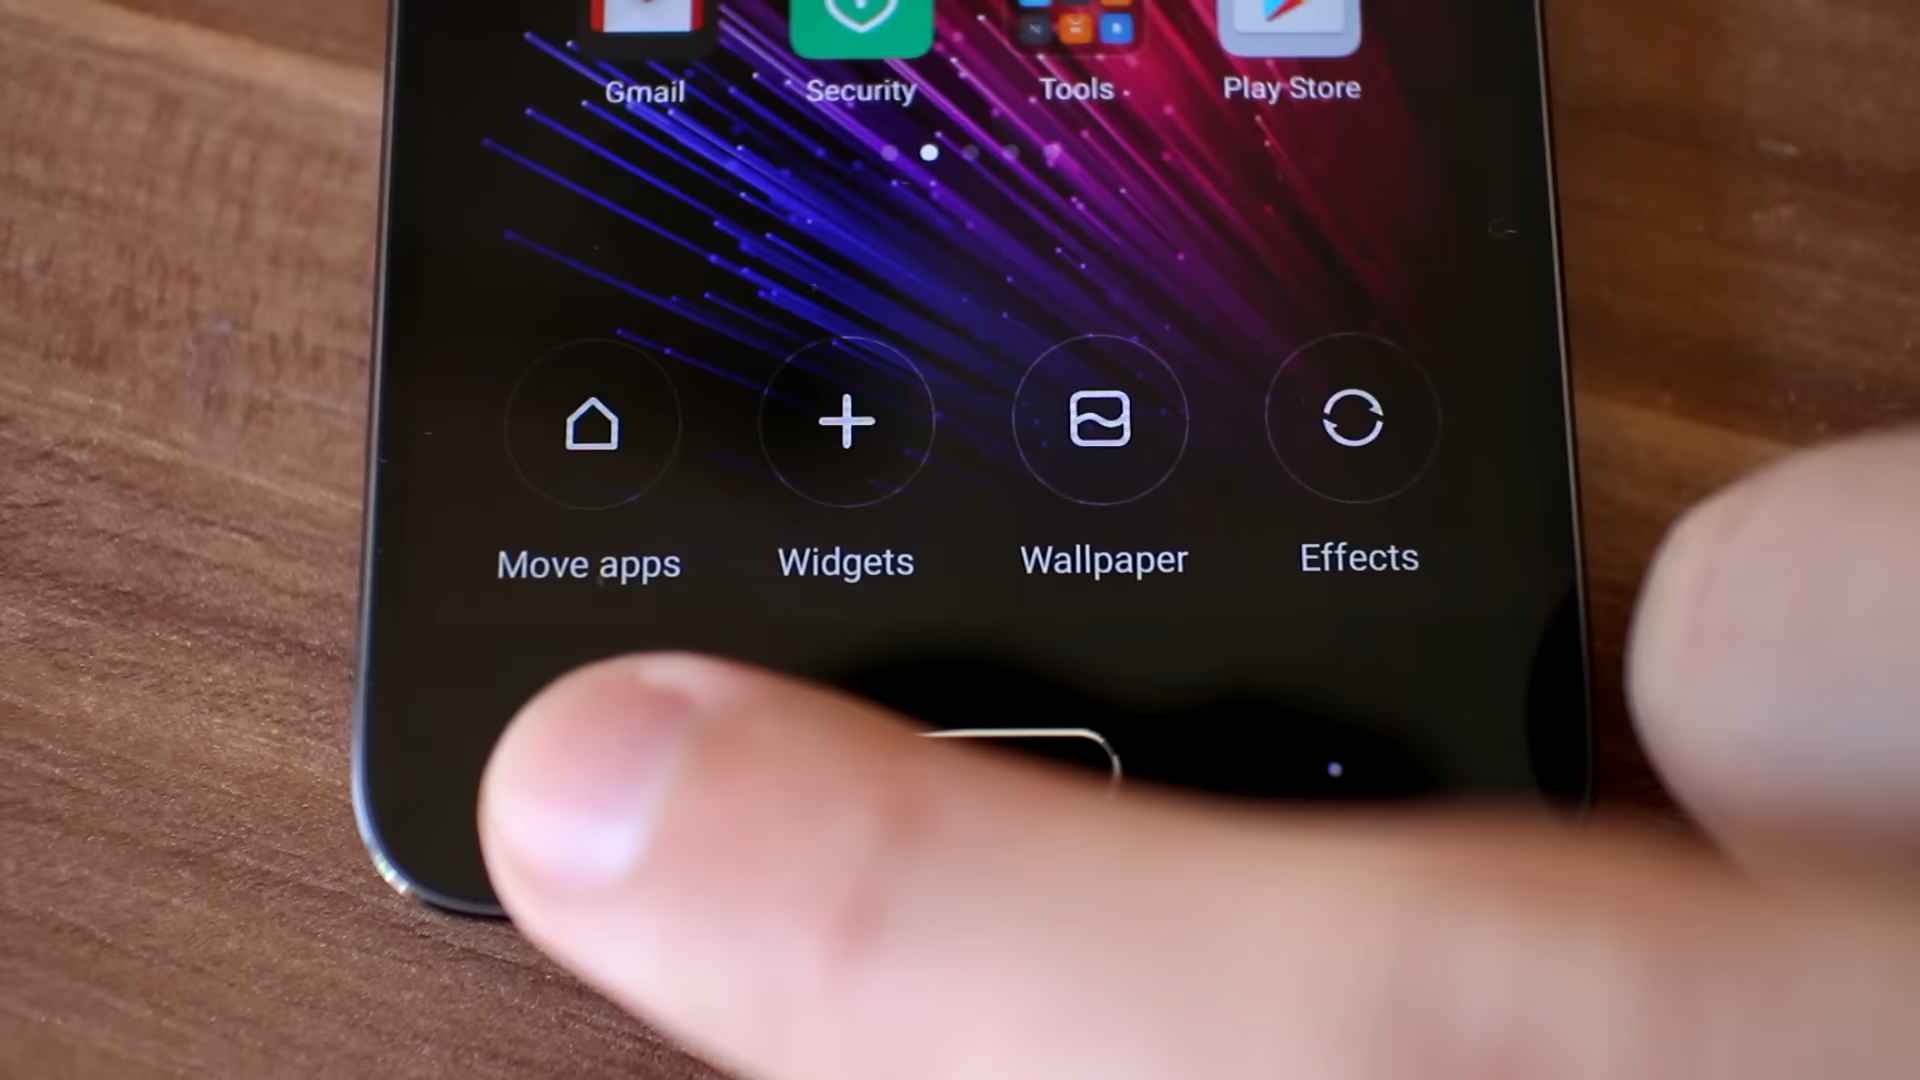 Gmail
Security
Tools
Play Store
Move apps
Widgets
Wallpaper
Effects